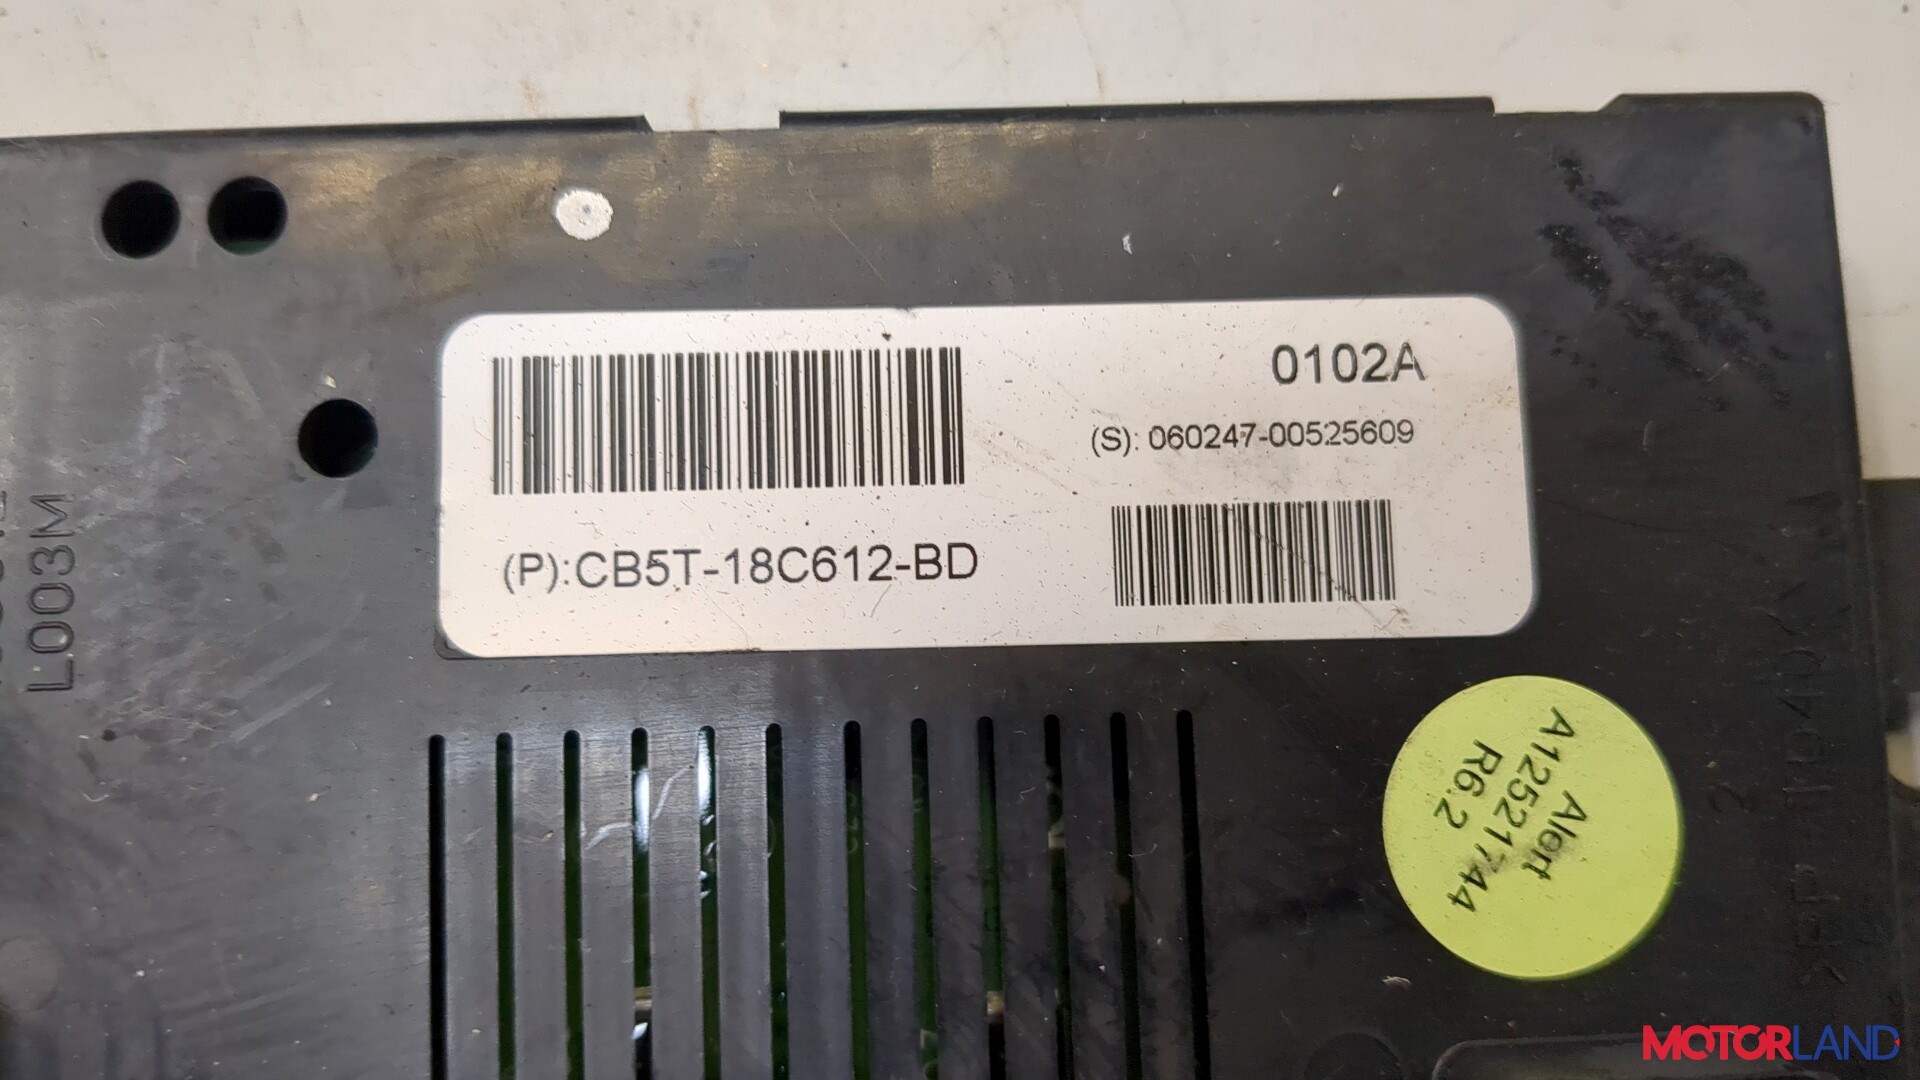 0102A
(S): 060247-00525609
(P):CB5T-18C612-BD
L003M
Alert
A12521744
R6.2
MOTORLAND